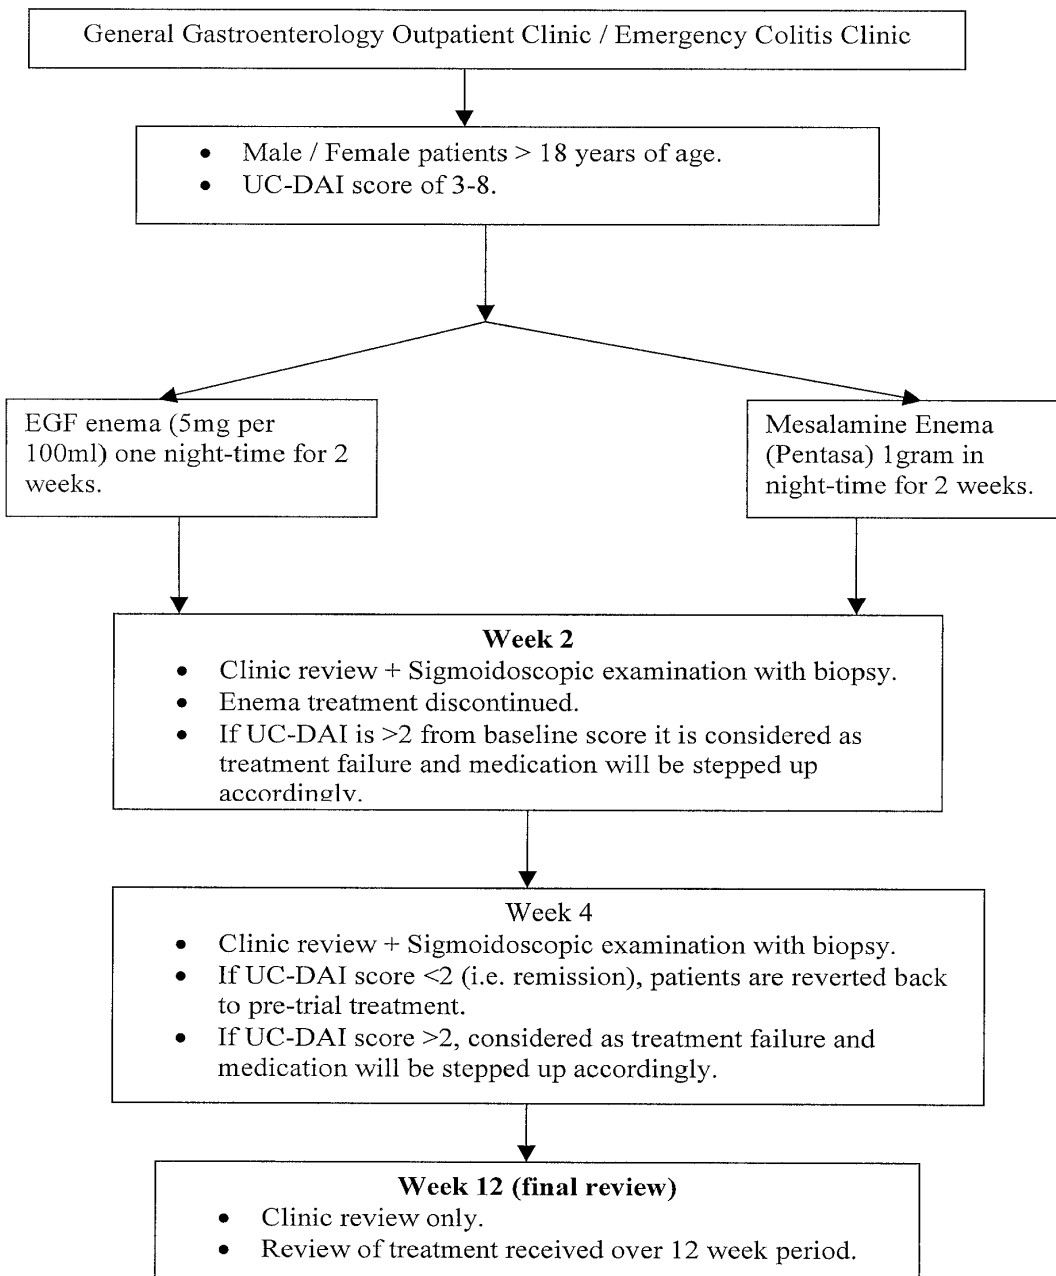 General Gastroenterology Outpatient Clinic / Emergency Colitis Clinic
• Male / Female patients > 18 years of age.
• UC-DAI score of 3-8.
EGF enema (5mg per
100ml) one night-time for 2
weeks.
Mesalamine Enema
(Pentasa) 1gram in
night-time for 2 weeks.
Week 2
• Clinic review + Sigmoidoscopic examination with biopsy.
• Enema treatment discontinued.
• If UC-DAI is >2 from baseline score it is considered as
treatment failure and medication will be stepped up
accordingly.
Week 4
• Clinic review + Sigmoidoscopic examination with biopsy.
• If UC-DAI score <2 (i.e. remission), patients are reverted back
to pre-trial treatment.
• If UC-DAI score >2, considered as treatment failure and
medication will be stepped up accordingly.
Week 12 (final review)
• Clinic review only.
• Review of treatment received over 12 week period.